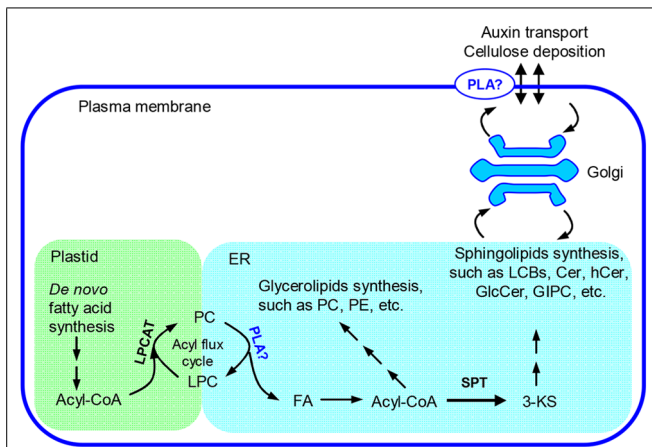 Auxin transport
Cellulose deposition
PLA?
Plasma membrane
Golgi
Plastid
De novo
fatty acid
synthesis
Acyl-CoA
LPCAT
PC
Acyl flux
cycle
LPC
PLA?
ER
Glycerolipids synthesis,
such as PC, PE, etc.
Sphingolipids synthesis,
such as LCBs, Cer, hCer,
GlcCer, GIPC, etc.
FA
Acyl-CoA
SPT
3-KS